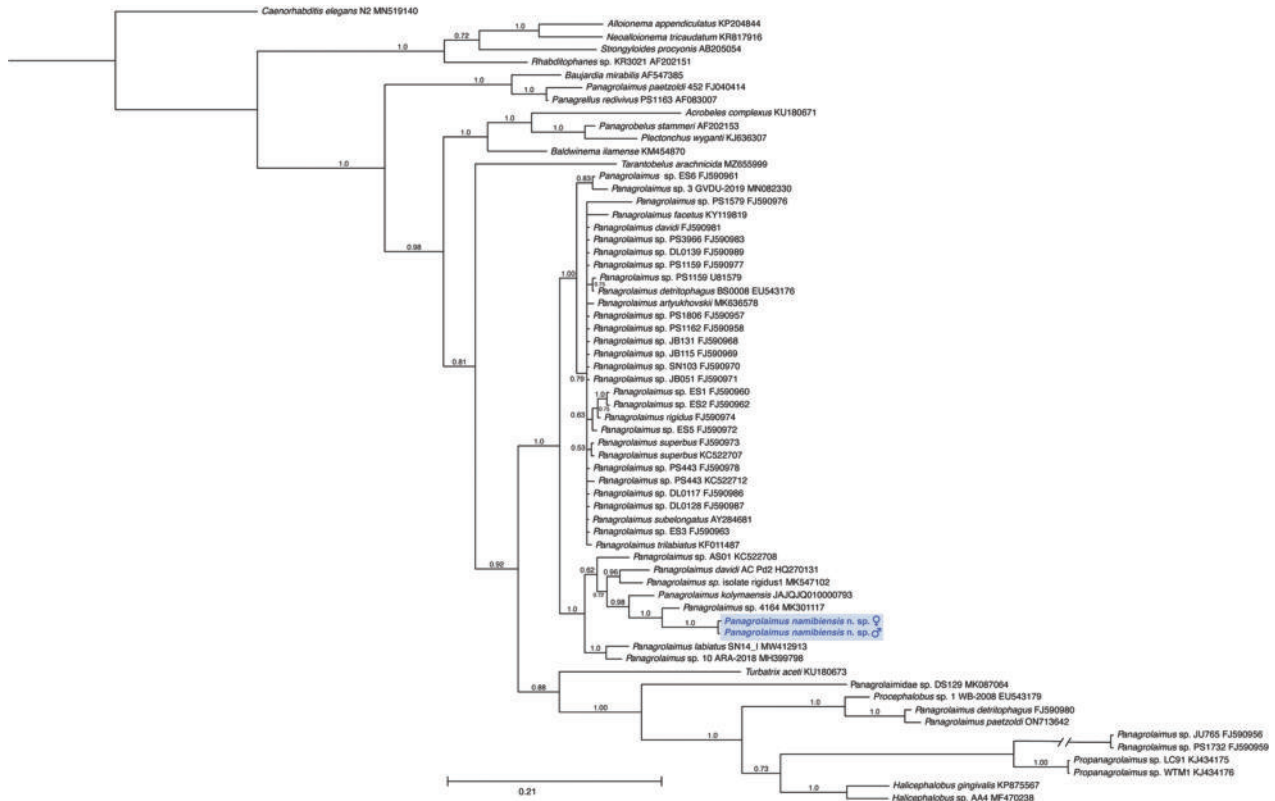 Caenorhabditis elegans N2 MN519140
Alloionema appendiculatus KP204844
1.0
Neoalloionema tricaudatum KR817916
0.72
Strongyloides procyonis AB205054
1.0
Rhabditophanes sp. KR3021 AF202151
Baujardia mirabilis AF547385
1.0
Panagrolaimus paetzoldi 452 FJ040414
1.0
Panagrellus redivivus PS1163 AF083007
Acrobeles complexus KU180671
1.0
Panagrobelus stammeri AF202153
1.0
1.0
Plectonchus wyganti KJ636307
Baldwinema ilamense KM454870
1.0
Tarantobelus arachnicida MZ655999
Panagrolaimus sp. ES6 FJ590961
0.83
Panagrolaimus sp. 3 GVDU-2019 MN082330
Panagrolaimus sp. PS1579 FJ590976
Panagrolaimus facetus KY119819
Panagrolaimus davidi FJ590981
Panagrolaimus sp. PS3966 FJ590983
0.98
Panagrolaimus sp. DL0139 FJ590989
Panagrolaimus sp. PS1159 FJ590977
1.00
Panagrolaimus sp. PS1159 U81579
0.75
Panagrolaimus detritophagus BS0008 EU543176
Panagrolaimus artyukhovskii MK636578
Panagrolaimus sp. PS1806 FJ590957
Panagrolaimus sp. PS1162 FJ590958
Panagrolaimus sp. JB131 FJ590968
Panagrolaimus sp. JB115 FJ590969
0.81
Panagrolaimus sp. SN103 FJ590970
0.79
Panagrolaimus sp. JB051 FJ590971
Panagrolaimus sp. ES1 FJ590960
1.0
Panagrolaimus sp. ES2 FJ590962
0.75
Panagrolaimus rigidus FJ590974
0.63
Panagrolaimus sp. ES5 FJ590972
Panagrolaimus superbus FJ590973
1.0
0.53
Panagrolaimus superbus KC522707
Panagrolaimus sp. PS443 FJ590978
Panagrolaimus sp. PS443 KC522712
Panagrolaimus sp. DL0117 FJ590986
Panagrolaimus sp. DL0128 FJ590987
Panagrolaimus subelongatus AY284681
Panagrolaimus sp. ES3 FJ590963
Panagrolaimus trilabiatus KF011487
Panagrolaimus sp. AS01 KC522708
0.92
0.62
Panagrolaimus davidi AC Pd2 HQ270131
0.96
Panagrolaimus sp. isolate rigidus1 MK547102
0.72
Panagrolaimus kolymaensis JAJQJQ010000793
0.98
Panagrolaimus sp. 4164 MK301117
1.0
1.0
Panagrolaimus namibiensis n. sp. ♀
1.0
Panagrolaimus namibiensis n. sp. ♂
Panagrolaimus labiatus SN14_I MW412913
1.0
Panagrolaimus sp. 10 ARA-2018 MH399798
Turbatrix aceti KU180673
Panagrolaimidae sp. DS129 MK087064
0.88
Procephalobus sp. 1 WB-2008 EU543179
1.0
Panagrolaimus detritophagus FJ590980
1.00
1.0
Panagrolaimus paetzoldi ON713642
Panagrolaimus sp. JU765 FJ590956
1.0
Panagrolaimus sp. PS1732 FJ590959
1.0
Propanagrolaimus sp. LC91 KJ434175
1.00
Propanagrolaimus sp. WTM1 KJ434176
0.73
Halicephalobus gingivalis KP875567
1.0
0.21
Halicephalobus sp. AA4 MF470238